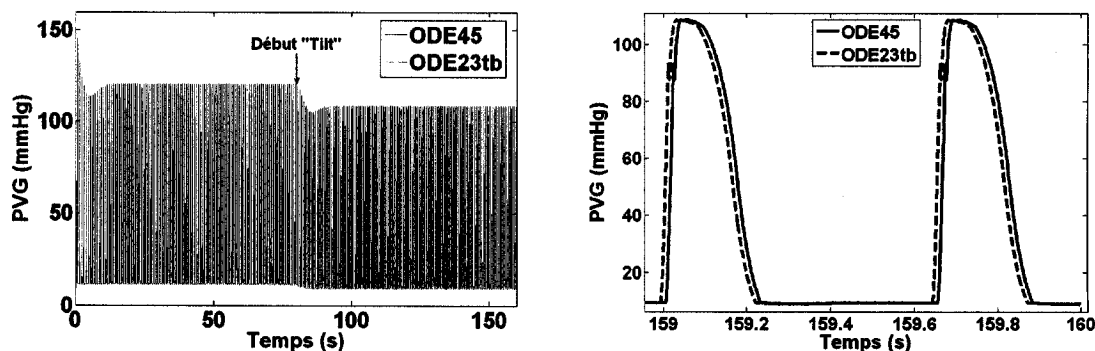 150
100
50
0
PVG (mmHg)
Début "Tilt"
ODE45
ODE23tb
0
50
100
150
Temps (s)
100
80
60
40
20
PVG (mmHg)
ODE45
ODE23tb
159
159.2
159.4
159.6
159.8
160
Temps (s)